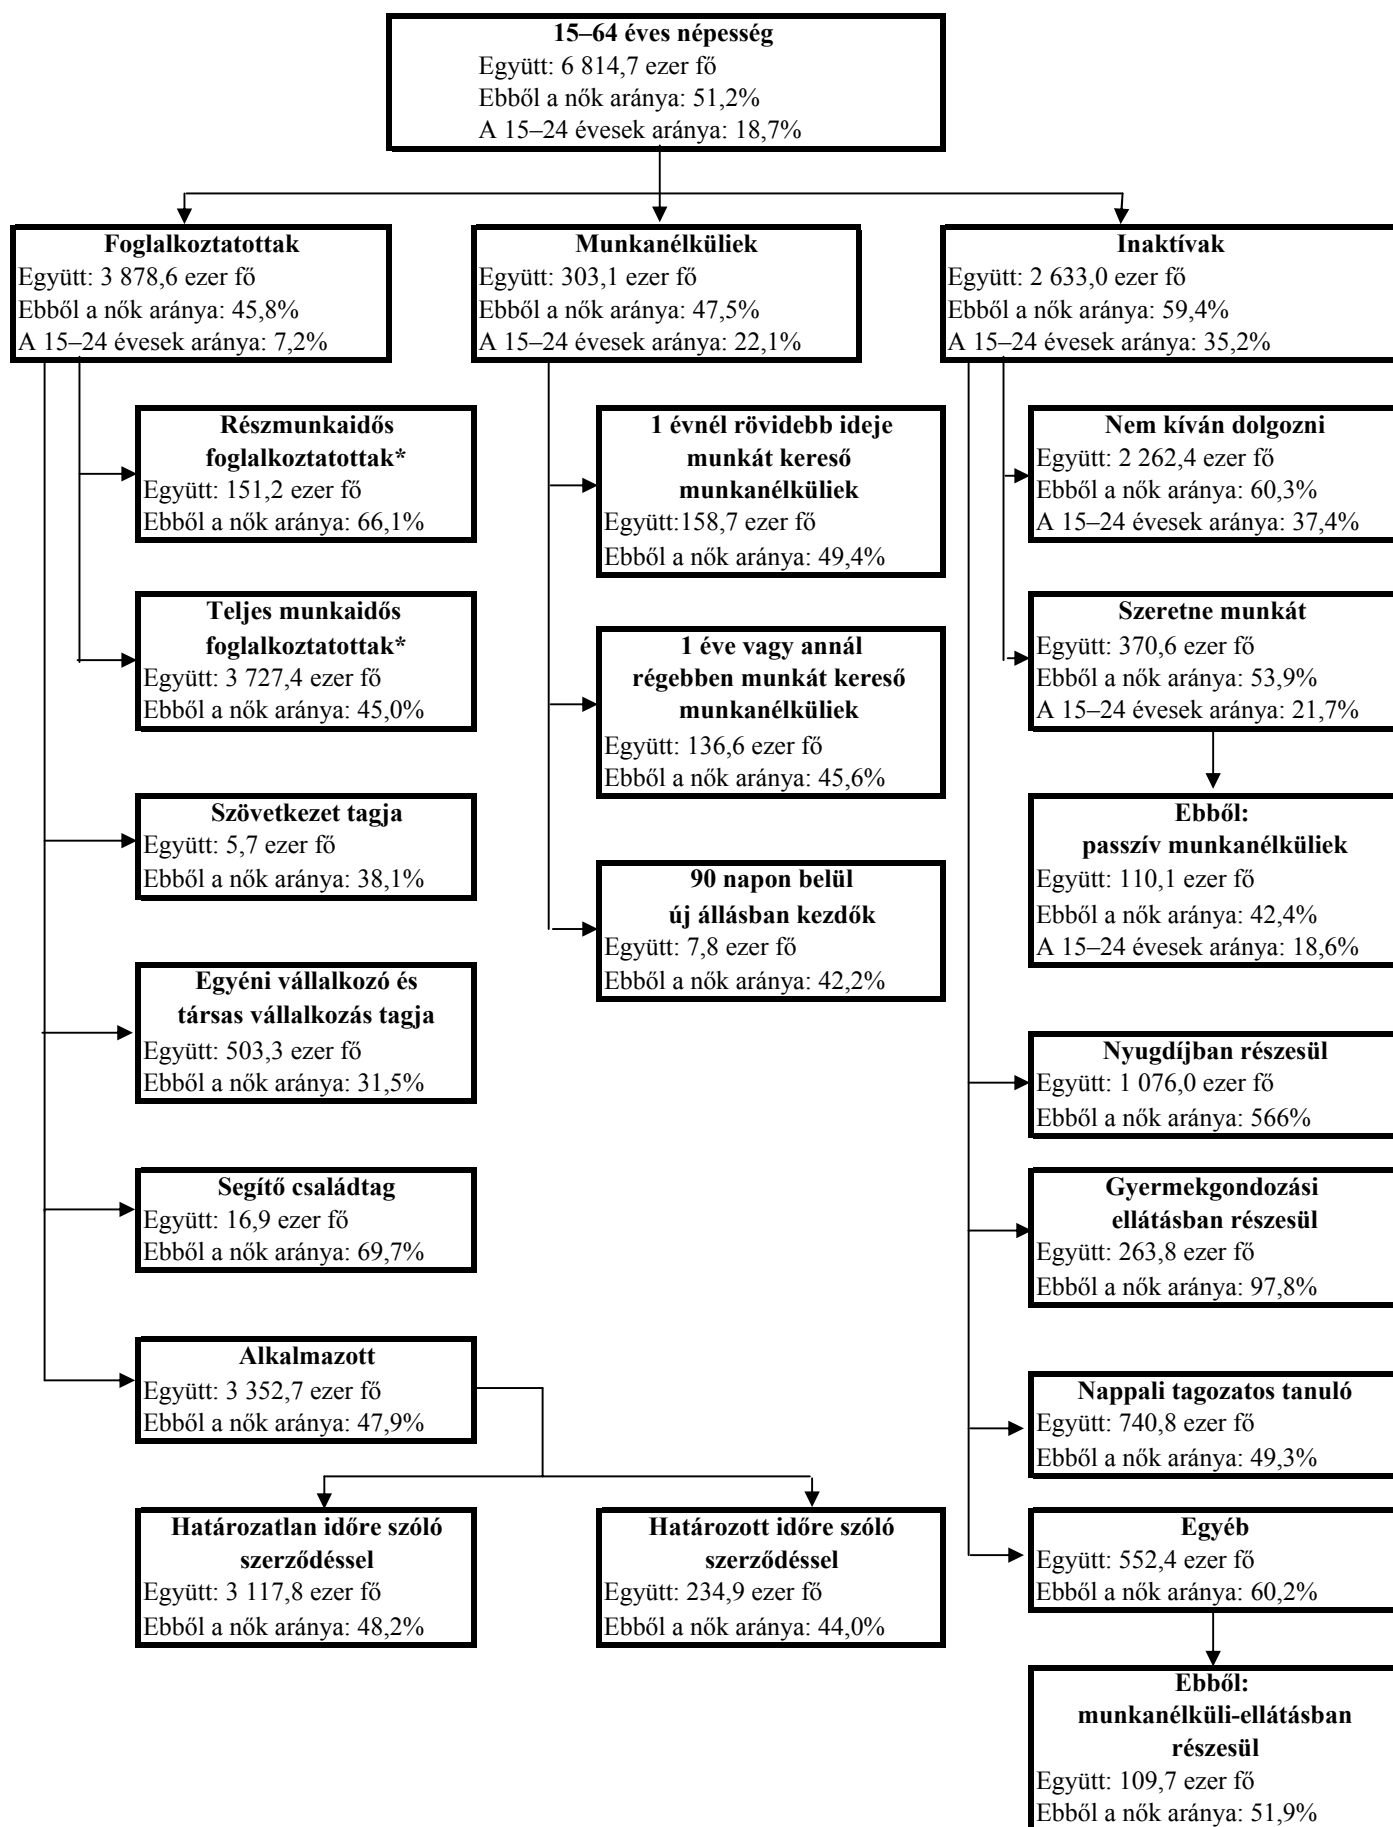 15–64 éves népesség
Együtt: 6 814,7 ezer fő
Ebből a nők aránya: 51,2%
A 15–24 évesek aránya: 18,7%
Foglalkoztatottak
Együtt: 3 878,6 ezer fő
Ebből a nők aránya: 45,8%
A 15–24 évesek aránya: 7,2%
Munkanélküliek
Együtt: 303,1 ezer fő
Ebből a nők aránya: 47,5%
A 15–24 évesek aránya: 22,1%
Inaktívak
Együtt: 2 633,0 ezer fő
Ebből a nők aránya: 59,4%
A 15–24 évesek aránya: 35,2%
Részmunkaidős
foglalkoztatottak*
Együtt: 151,2 ezer fő
Ebből a nők aránya: 66,1%
Teljes munkaidős
foglalkoztatottak*
Együtt: 3 727,4 ezer fő
Ebből a nők aránya: 45,0%
Szövetkezet tagja
Együtt: 5,7 ezer fő
Ebből a nők aránya: 38,1%
Egyéni vállalkozó és
társas vállalkozás tagja
Együtt: 503,3 ezer fő
Ebből a nők aránya: 31,5%
Segítő családtag
Együtt: 16,9 ezer fő
Ebből a nők aránya: 69,7%
Alkalmazott
Együtt: 3 352,7 ezer fő
Ebből a nők aránya: 47,9%
Határozatlan időre szóló
szerződéssel
Együtt: 3 117,8 ezer fő
Ebből a nők aránya: 48,2%
Határozott időre szóló
szerződéssel
Együtt: 234,9 ezer fő
Ebből a nők aránya: 44,0%
1 évnél rövidebb ideje
munkát kereső
munkanélküliek
Együtt:158,7 ezer fő
Ebből a nők aránya: 49,4%
1 éve vagy annál
régebben munkát kereső
munkanélküliek
Együtt: 136,6 ezer fő
Ebből a nők aránya: 45,6%
90 napon belül
új állásban kezdők
Együtt: 7,8 ezer fő
Ebből a nők aránya: 42,2%
Nem kíván dolgozni
Együtt: 2 262,4 ezer fő
Ebből a nők aránya: 60,3%
A 15–24 évesek aránya: 37,4%
Szeretne munkát
Együtt: 370,6 ezer fő
Ebből a nők aránya: 53,9%
A 15–24 évesek aránya: 21,7%
Ebből:
passzív munkanélküliek
Együtt: 110,1 ezer fő
Ebből a nők aránya: 42,4%
A 15–24 évesek aránya: 18,6%
Nyugdíjban részesül
Együtt: 1 076,0 ezer fő
Ebből a nők aránya: 566%
Gyermekgondozási
ellátásban részesül
Együtt: 263,8 ezer fő
Ebből a nők aránya: 97,8%
Nappali tagozatos tanuló
Együtt: 740,8 ezer fő
Ebből a nők aránya: 49,3%
Egyéb
Együtt: 552,4 ezer fő
Ebből a nők aránya: 60,2%
Ebből:
munkanélküli-ellátásban
részesül
Együtt: 109,7 ezer fő
Ebből a nők aránya: 51,9%